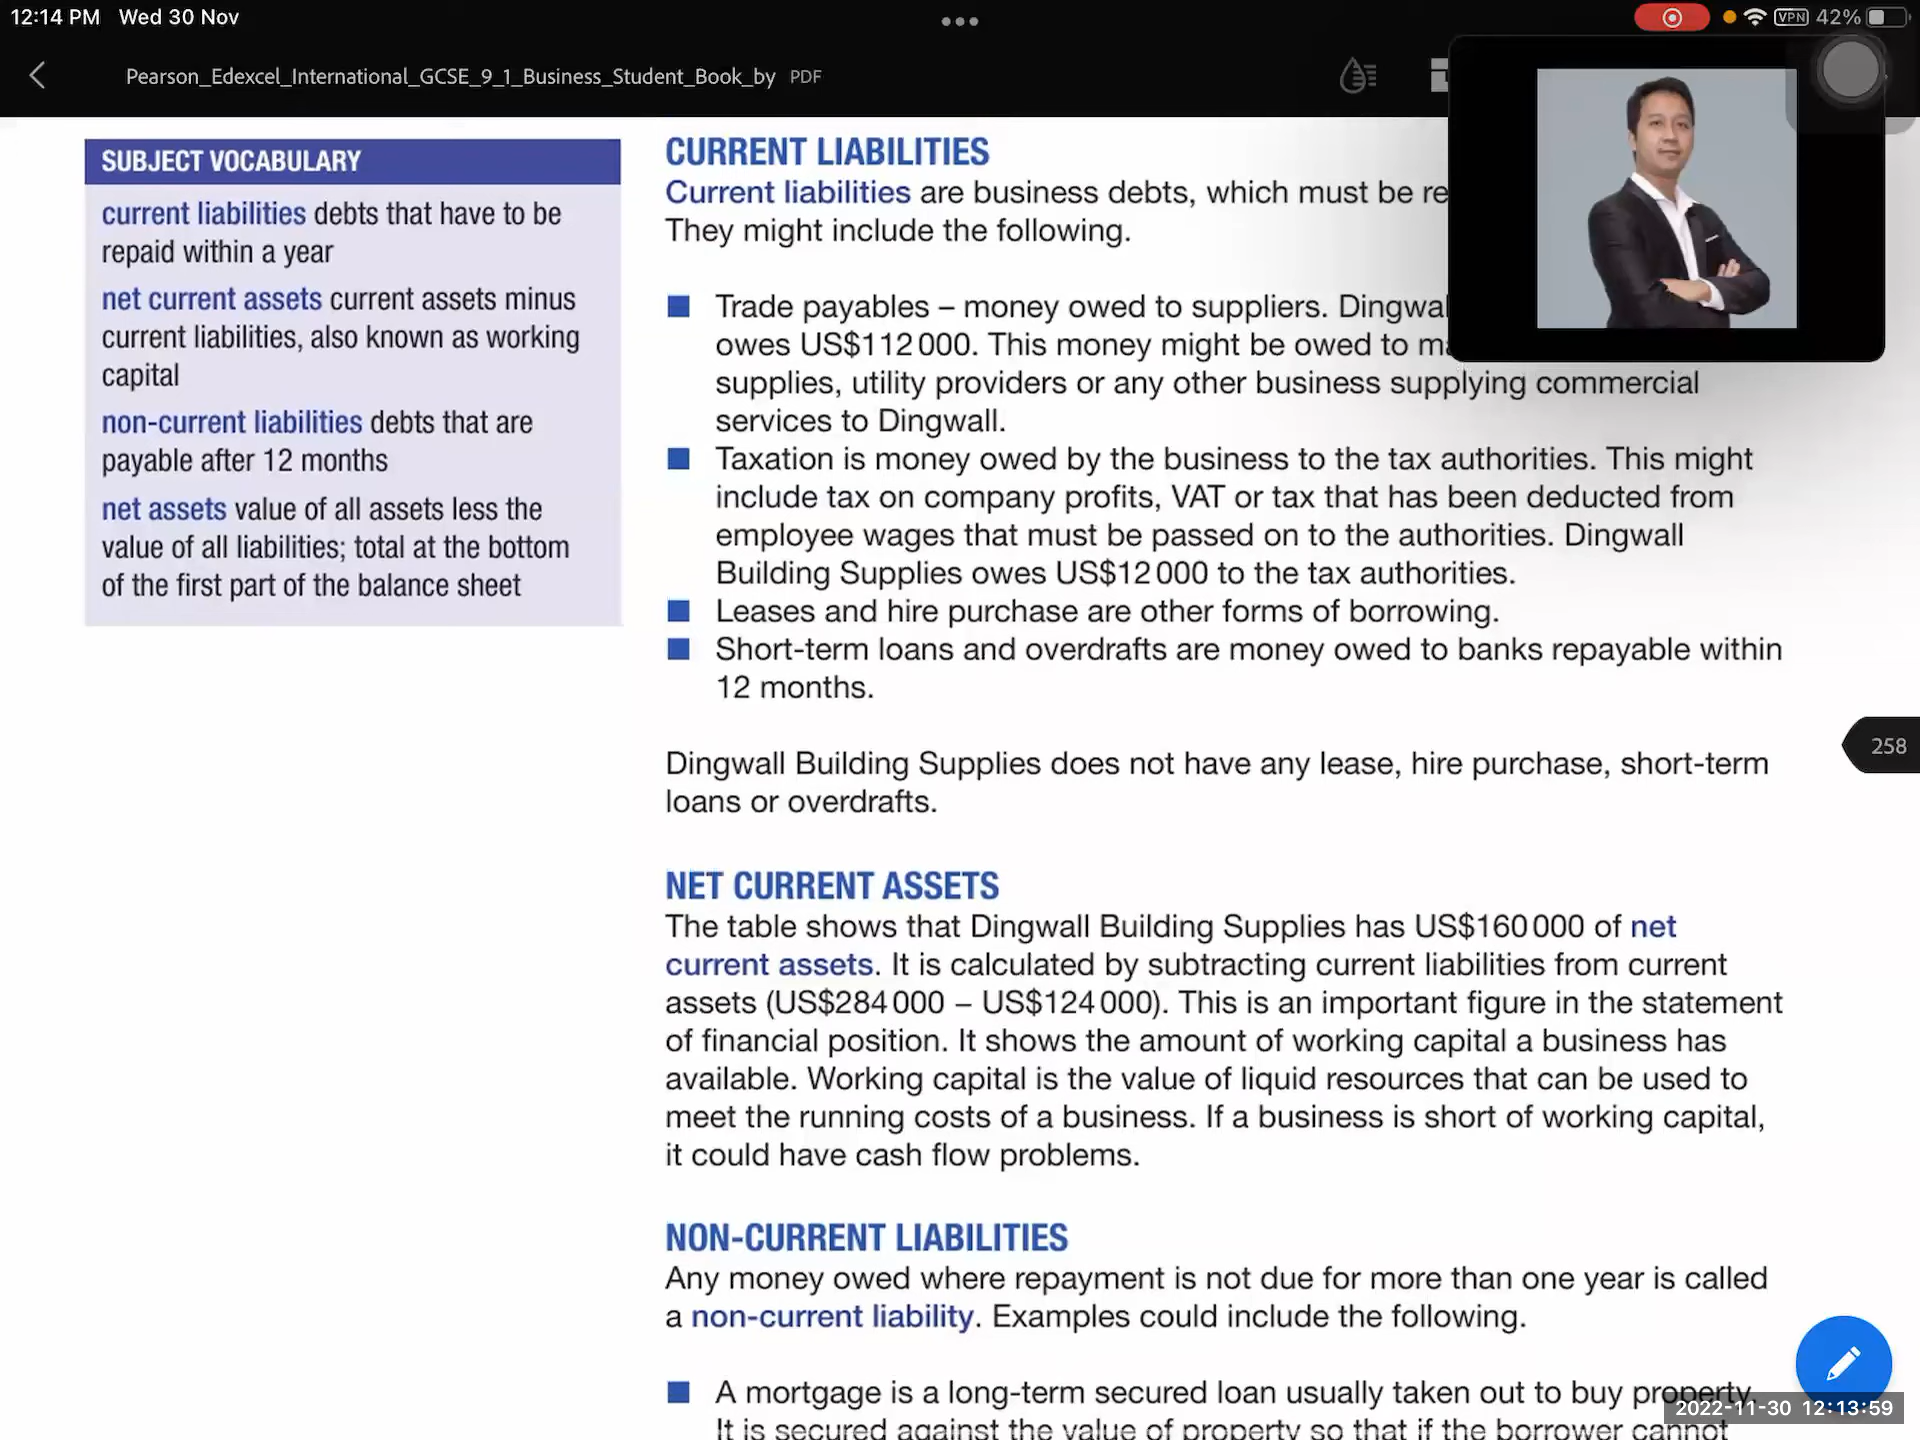 12:14 PM Wed 30 Nov
VPN 42%
Pearson_Edexcel_International_GCSE_9_1_Business_Student_Book_by PDF
SUBJECT VOCABULARY
current liabilities debts that have to be
repaid within a year
net current assets current assets minus
current liabilities, also known as working
capital
non-current liabilities debts that are
payable after 12 months
net assets value of all assets less the
value of all liabilities; total at the bottom
of the first part of the balance sheet
CURRENT LIABILITIES
Current liabilities are business debts, which must be re
They might include the following.
■ Trade payables – money owed to suppliers. Dingwal
owes US$112 000. This money might be owed to ma
supplies, utility providers or any other business supplying commercial
services to Dingwall.
■ Taxation is money owed by the business to the tax authorities. This might
include tax on company profits, VAT or tax that has been deducted from
employee wages that must be passed on to the authorities. Dingwall
Building Supplies owes US$12 000 to the tax authorities.
■ Leases and hire purchase are other forms of borrowing.
■ Short-term loans and overdrafts are money owed to banks repayable within
12 months.
Dingwall Building Supplies does not have any lease, hire purchase, short-term
loans or overdrafts.
258
NET CURRENT ASSETS
The table shows that Dingwall Building Supplies has US$160 000 of net
current assets. It is calculated by subtracting current liabilities from current
assets (US$284 000 – US$124 000). This is an important figure in the statement
of financial position. It shows the amount of working capital a business has
available. Working capital is the value of liquid resources that can be used to
meet the running costs of a business. If a business is short of working capital,
it could have cash flow problems.
NON-CURRENT LIABILITIES
Any money owed where repayment is not due for more than one year is called
a non-current liability. Examples could include the following.
■ A mortgage is a long-term secured loan usually taken out to buy property.
It is secured against the value of property so that if the borrower cannot
2022-11-30 12:13:59